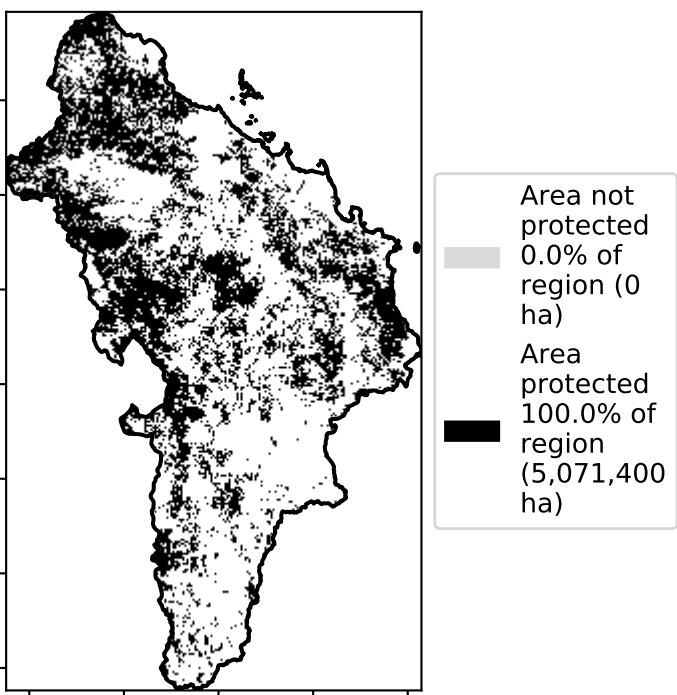 Area not
protected
0.0% of
region (0
ha)
Area
protected
100.0% of
region
(5,071,400
ha)